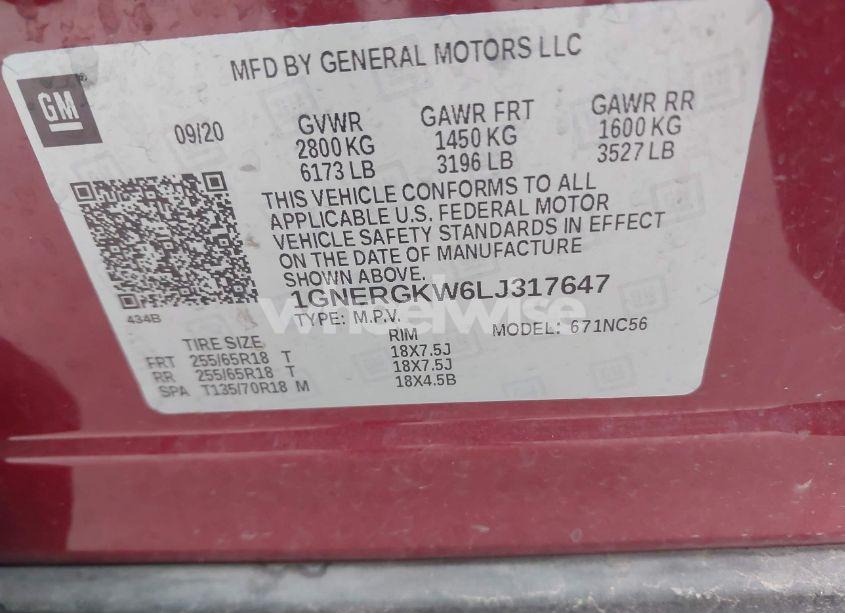 MFD BY GENERAL MOTORS LLC
GM
09/20 GVWR GAWR FRT GAWR RR
2800 KG 1450 KG 1600 KG
6173 LB 3196 LB 3527 LB
THIS VEHICLE CONFORMS TO ALL
APPLICABLE U.S. FEDERAL MOTOR
VEHICLE SAFETY STANDARDS IN EFFECT
ON THE DATE OF MANUFACTURE
SHOWN ABOVE.
1GNERGKW6LJ317647
434B
wheelwise
TYPE: M.P.V. MODEL: 671NC56
TIRE SIZE RIM
FRT 255/65R18 T 18X7.5J
RR 255/65R18 T 18X7.5J
SPA T135/70R18 M 18X4.5B